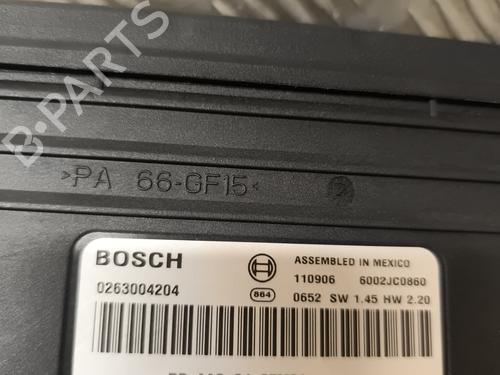 B-PARTS
>PA 66-GF15<
BOSCH
0263004204
ASSEMBLED IN MEXICO
110906 6002JC0860
864 0652 SW 1.45 HW 2.20